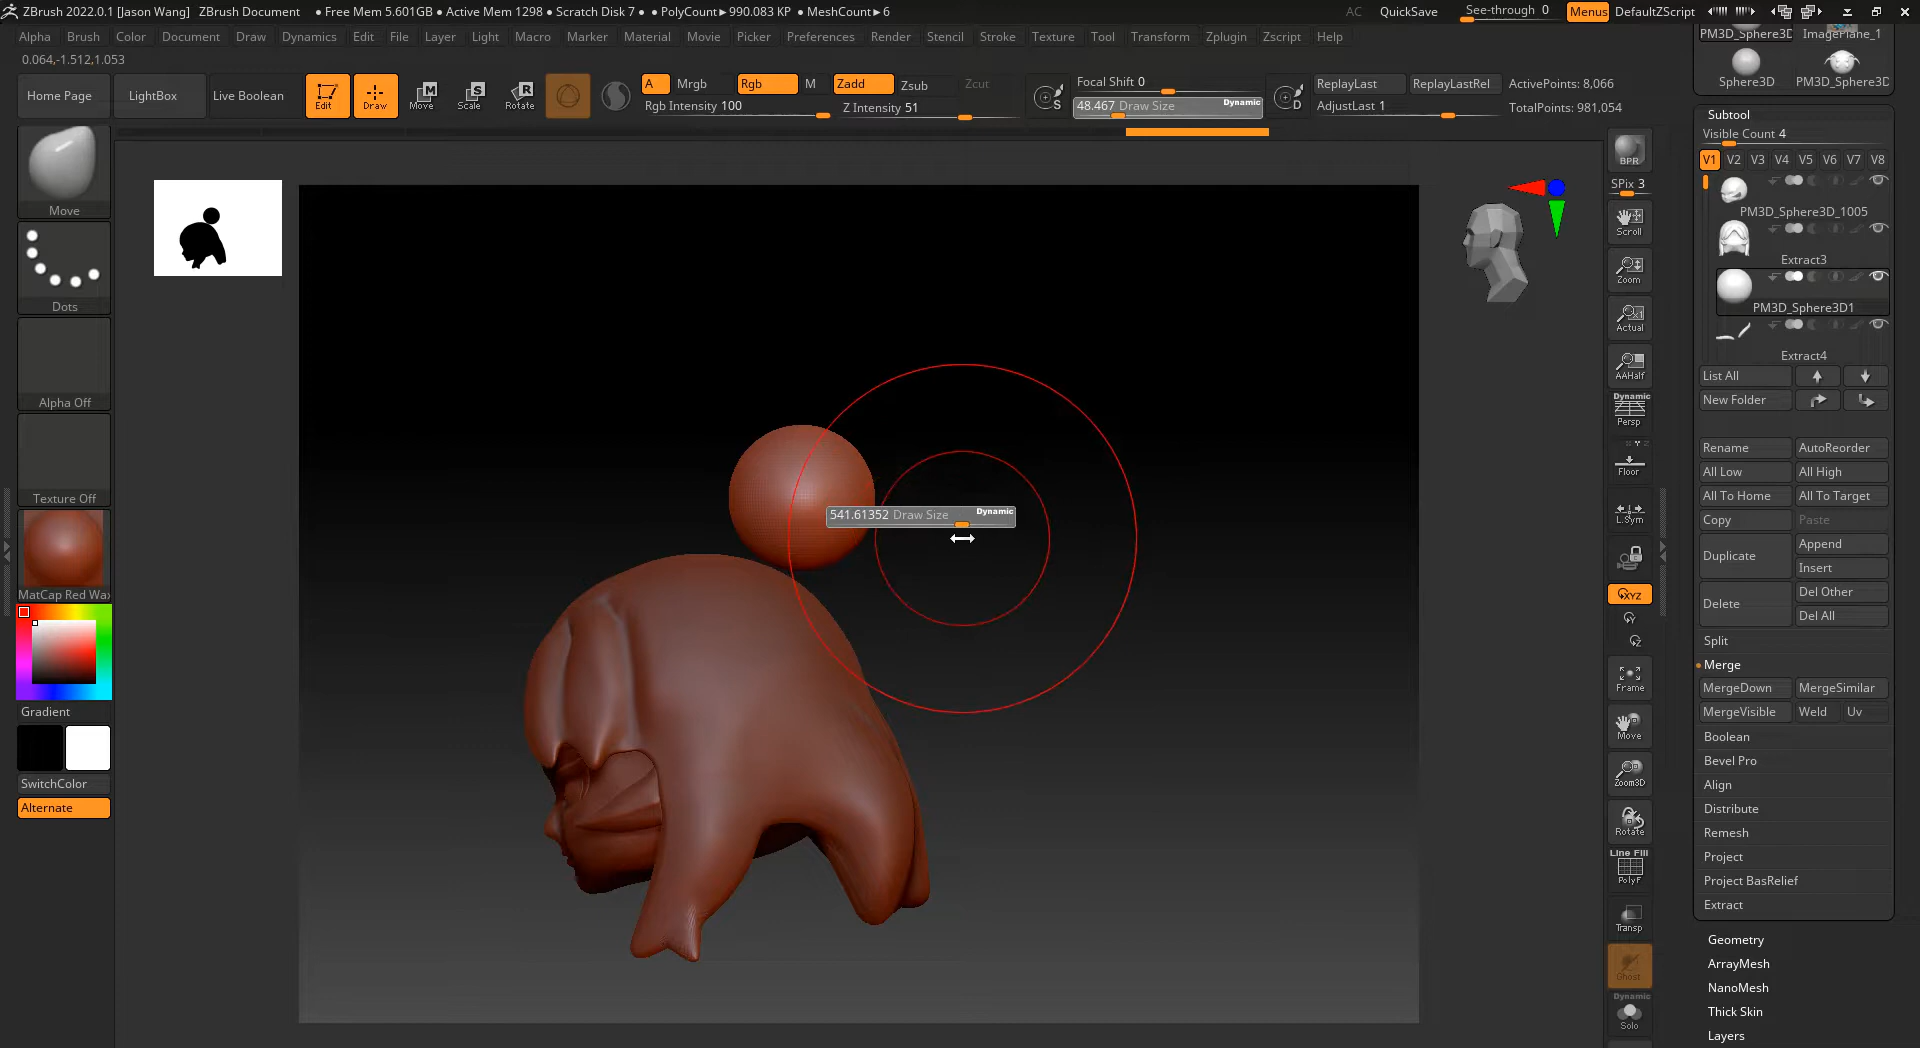 ZBrush 2022.0.1 [Jason Wang] ZBrush Document • Free Mem 5.601GB • Active Mem 1298 • Scratch Disk 7 • • PolyCount▸ 990.083 KP • MeshCount▸ 6 AC QuickSave See-through 0 Menus DefaultZScript
Alpha Brush Color Document Draw Dynamics Edit File Layer Light Macro Marker Material Movie Picker Preferences Render Stencil Stroke Texture Tool Transform Zplugin Zscript Help
0.064,-1.512,1.053
Home Page LightBox Live Boolean Edit Draw Move Scale Rotate
A Mrgb Rgb M Zadd Zsub Zcut
Rgb Intensity 100 Z Intensity 51
S Focal Shift 0
48.467 Draw Size Dynamic
D ReplayLast ReplayLastRel ActivePoints: 8,066
AdjustLast 1 TotalPoints: 981,054
Move
Dots
Alpha Off
Texture Off
MatCap Red Wax
Gradient
SwitchColor
Alternate
541.61352 Draw Size Dynamic
BPR
SPix 3
Scroll
Zoom
Actual
AAHalf
Dynamic
Persp
Floor
L.Sym
XYZ
Y
Z
Frame
Move
Zoom3D
Rotate
Line Fill
PolyF
Transp
Ghost
Dynamic
Solo
PM3D_Sphere3D ImagePlane_1
Sphere3D PM3D_Sphere3D
Subtool
Visible Count 4
V1 V2 V3 V4 V5 V6 V7 V8
PM3D_Sphere3D_1005
Extract3
PM3D_Sphere3D1
Extract4
List All
New Folder
Rename AutoReorder
All Low All High
All To Home All To Target
Copy Paste
Duplicate Append
Insert
Delete Del Other
Del All
Split
Merge
MergeDown MergeSimilar
MergeVisible Weld Uv
Boolean
Bevel Pro
Align
Distribute
Remesh
Project
Project BasRelief
Extract
Geometry
ArrayMesh
NanoMesh
Thick Skin
Layers